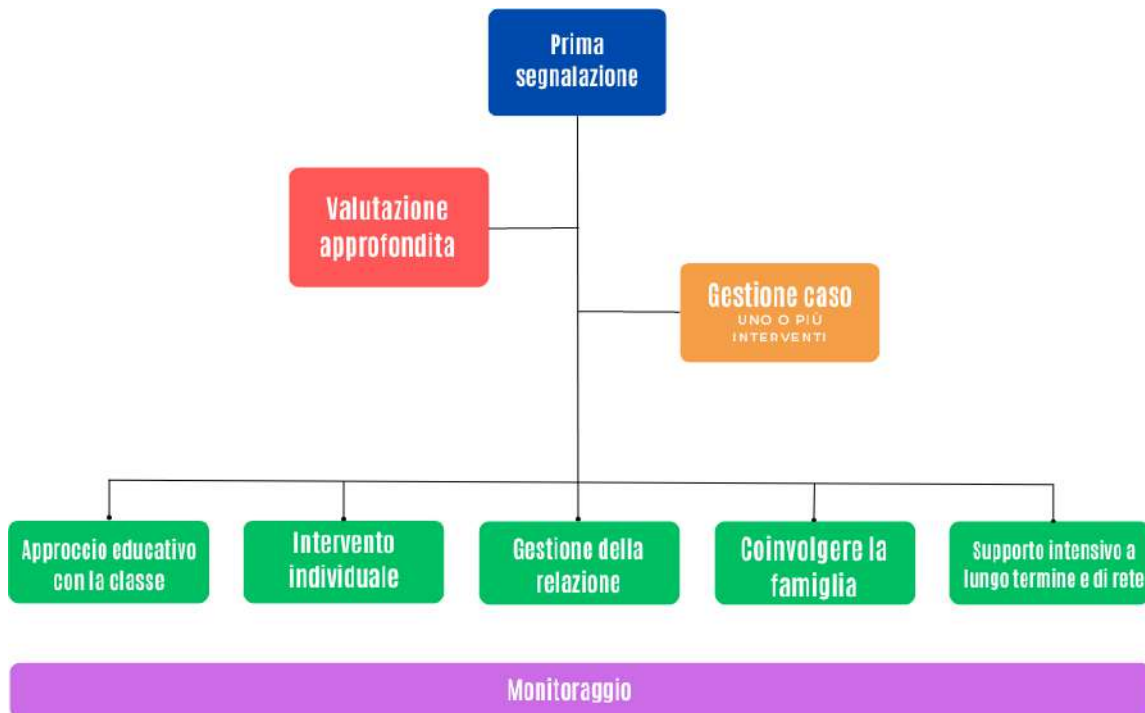 Prima
segnalazione
Valutazione
approfondita
Gestione caso
UNO O PIÙ
INTERVENTI
Approccio educativo
con la classe
Intervento
individuale
Gestione della
relazione
Coinvolgere la
famiglia
Supporto intensivo a
lungo termine e di rete
Monitoraggio